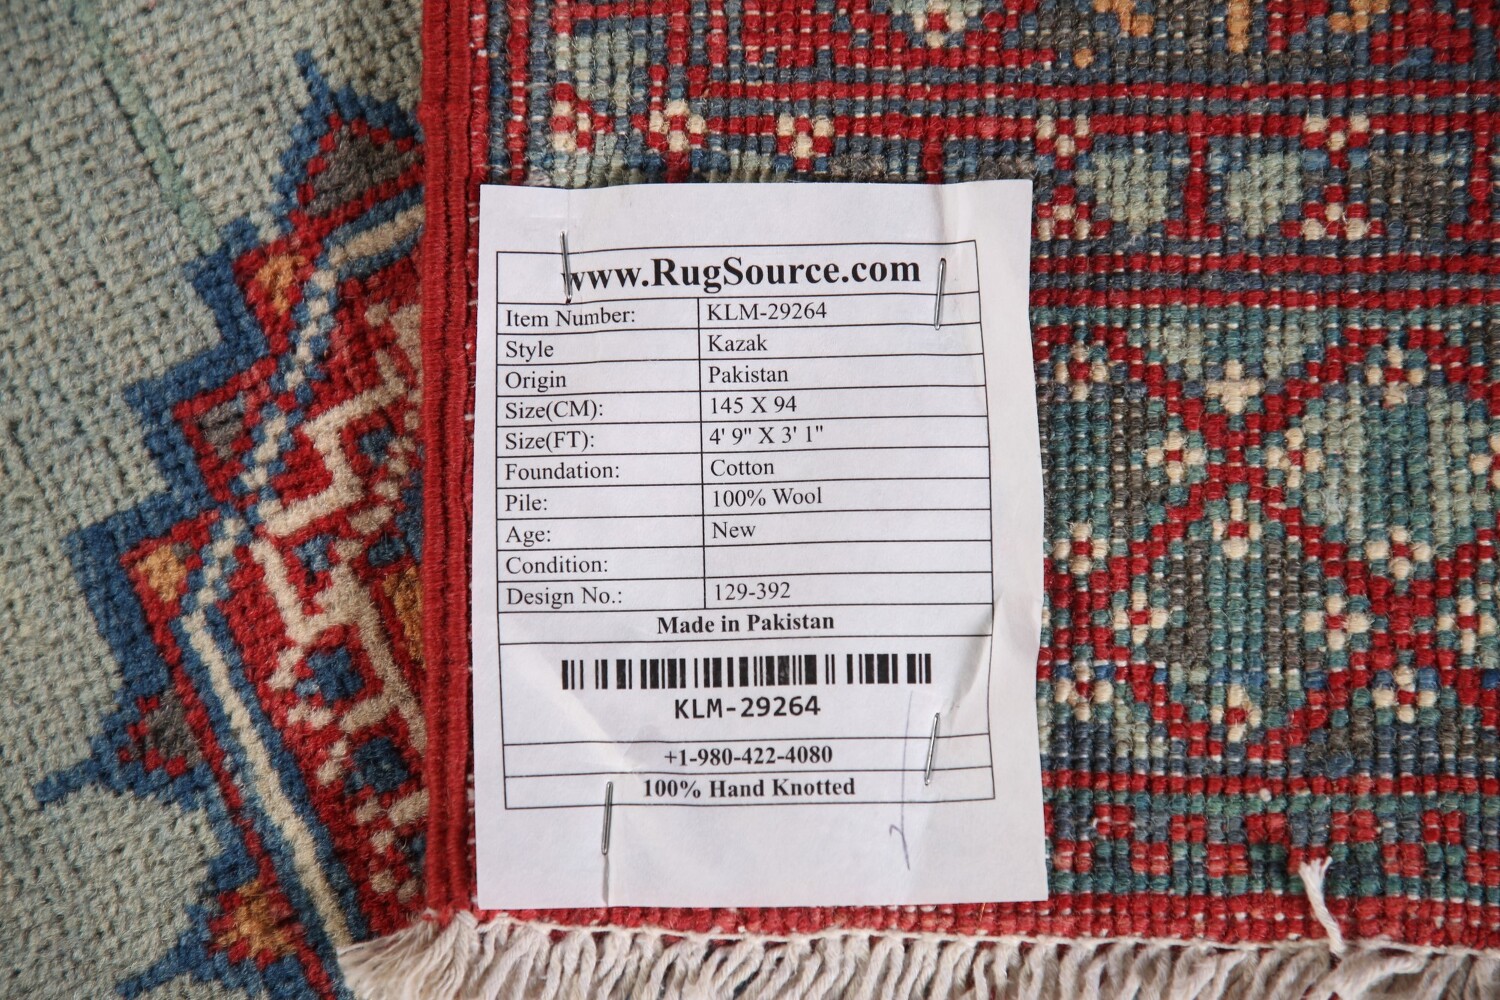 www.RugSource.com
Item Number: KLM-29264
Style Kazak
Origin Pakistan
Size(CM): 145 X 94
Size(FT): 4' 9" X 3' 1"
Foundation: Cotton
Pile: 100% Wool
Age: New
Condition:
Design No.: 129-392
Made in Pakistan
KLM-29264
+1-980-422-4080
100% Hand Knotted